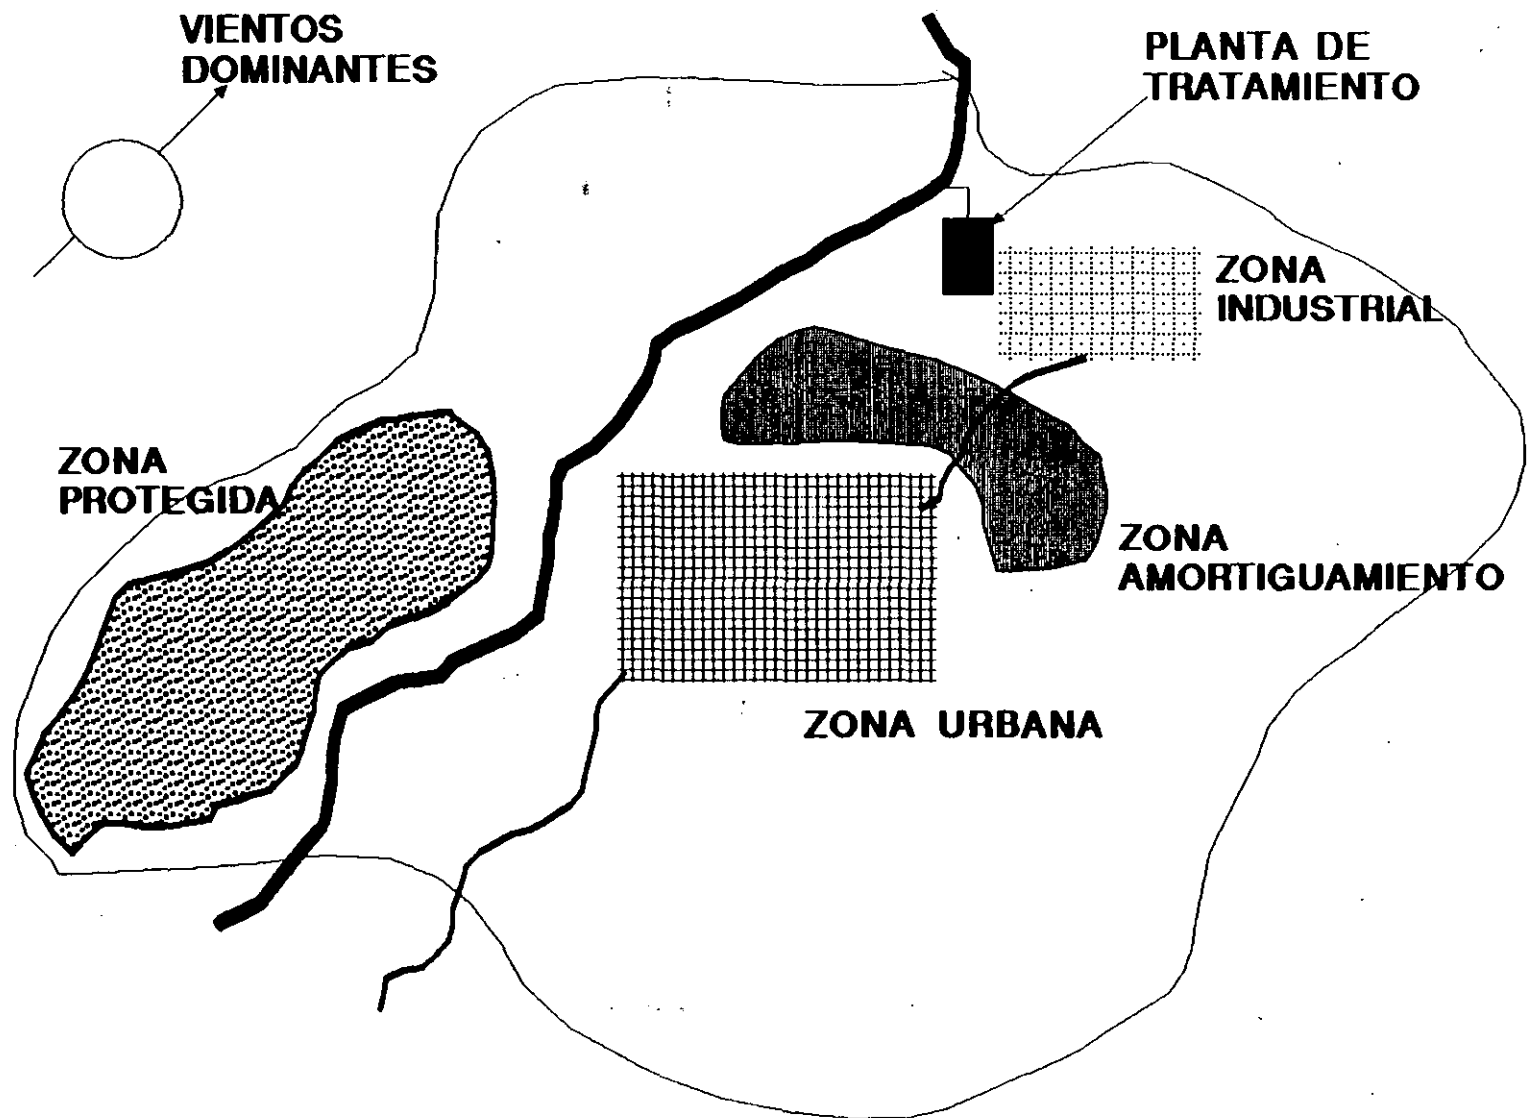 VIENTOS
DOMINANTES
PLANTA DE
TRATAMIENTO
ZONA
INDUSTRIAL
ZONA
PROTEGIDA
ZONA
AMORTIGUAMIENTO
ZONA URBANA